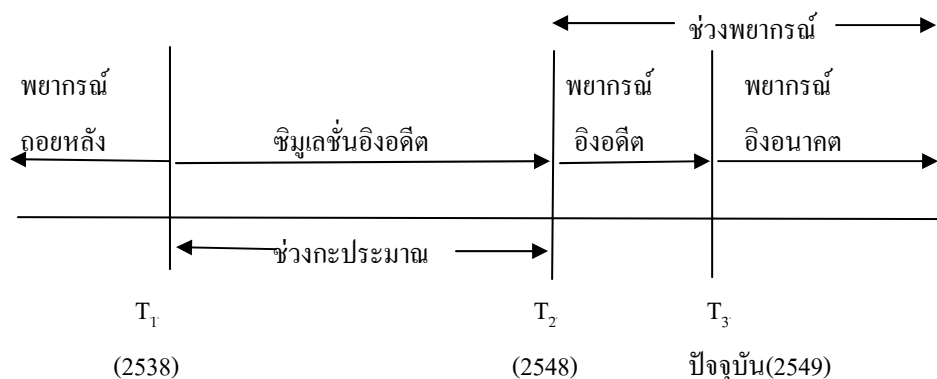 ช่วงพยากรณ์
พยากรณ์ พยากรณ์ พยากรณ์
ถอยหลัง ซิมูเลชั่นอิงอดีต อิงอดีต อิงอนาคต
ช่วงกะประมาณ
T₁ T₂ T₃
(2538) (2548) ปัจจุบัน(2549)